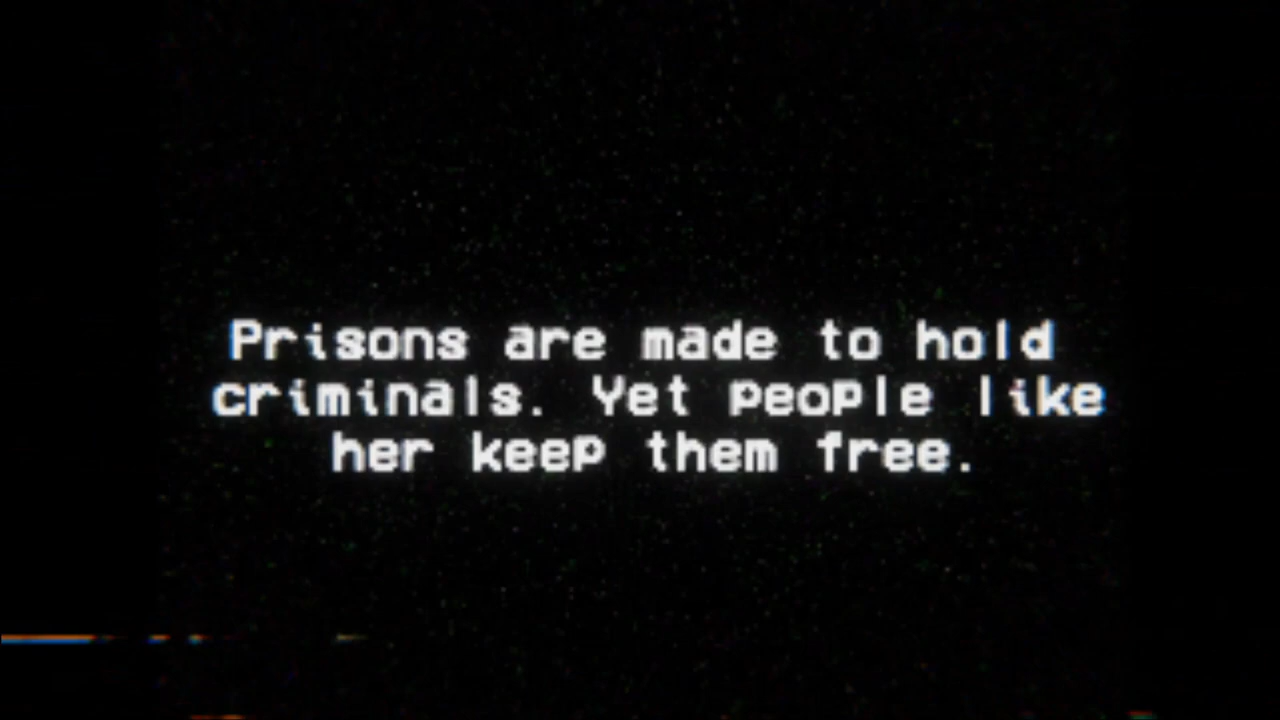 Prisons are made to hold
criminals. Yet people like
her keep them free.